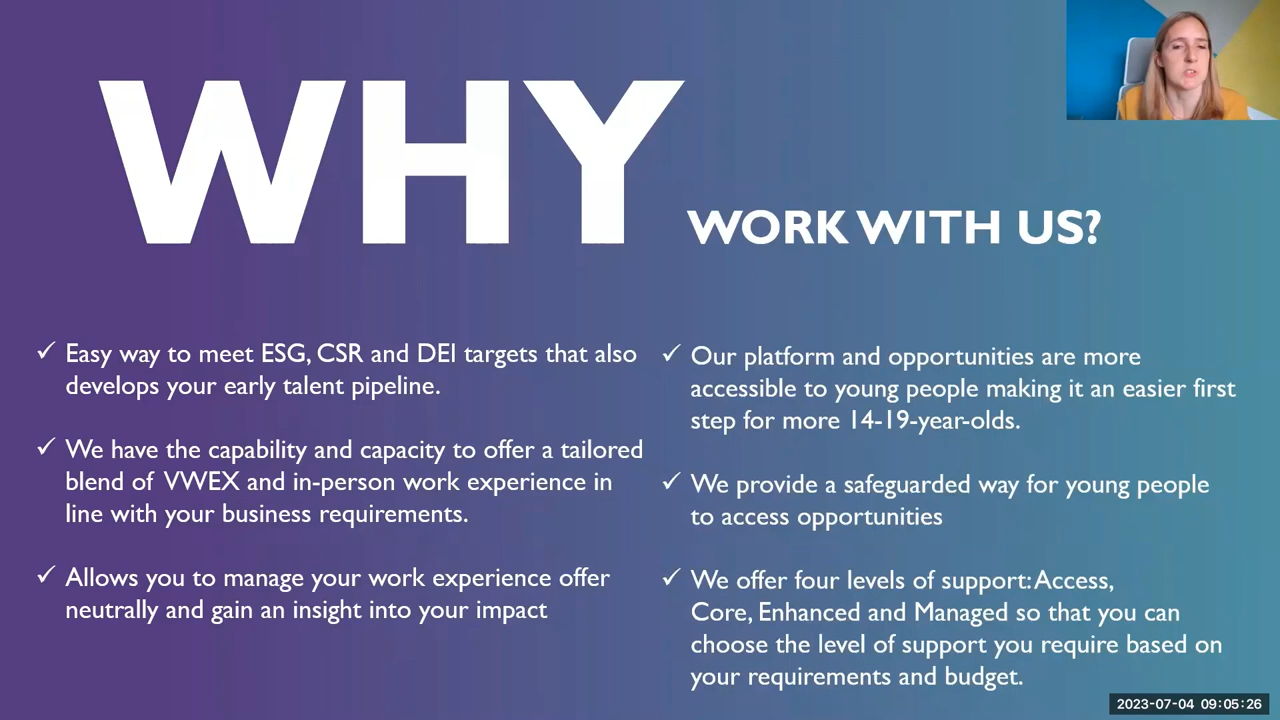 WHY
WORK WITH US?
✓ Easy way to meet ESG, CSR and DEI targets that also
develops your early talent pipeline.
✓ We have the capability and capacity to offer a tailored
blend of VWEX and in-person work experience in
line with your business requirements.
✓ Allows you to manage your work experience offer
neutrally and gain an insight into your impact
✓ Our platform and opportunities are more
accessible to young people making it an easier first
step for more 14-19-year-olds.
✓ We provide a safeguarded way for young people
to access opportunities
✓ We offer four levels of support: Access,
Core, Enhanced and Managed so that you can
choose the level of support you require based on
your requirements and budget.
2023-07-04 09:05:26